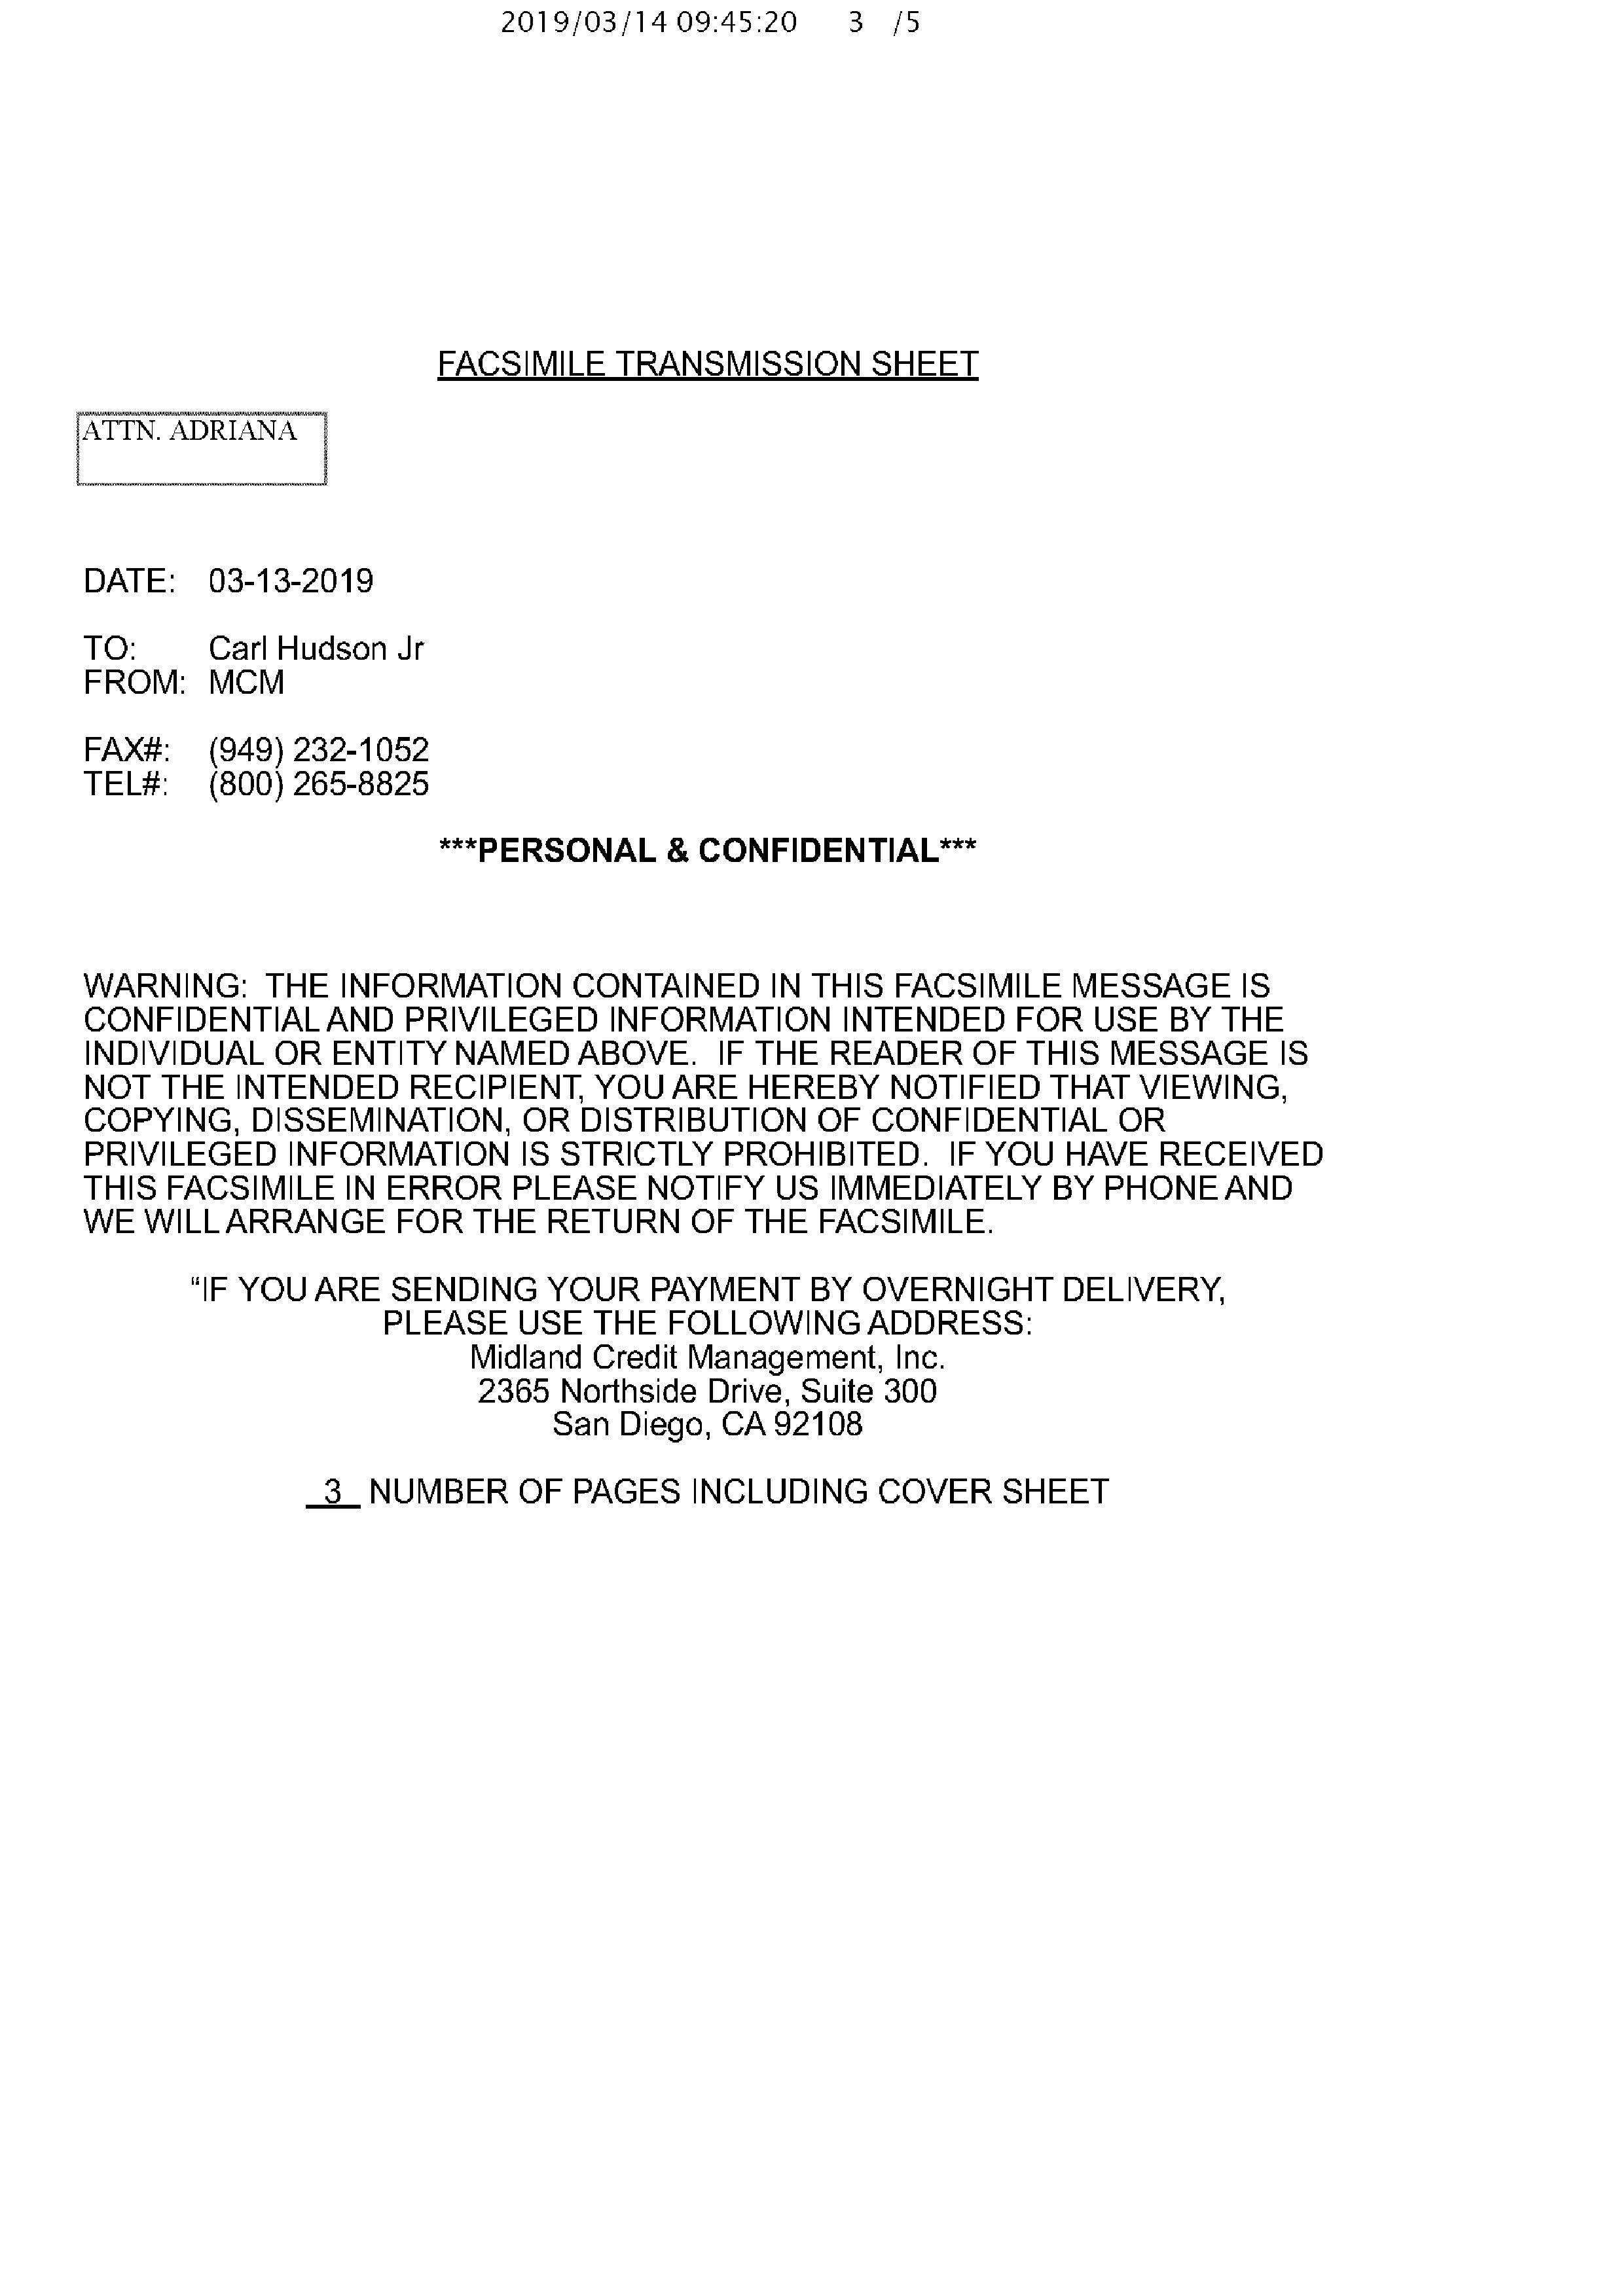 2019/03/14 09:45:20 3 /5
FACSIMILE TRANSMISSION SHEET
ATTN. ADRIANA
DATE: 03-13-2019
TO: Carl Hudson Jr
FROM: MCM
FAX#: (949) 232-1052
TEL#: (800) 265-8825
***PERSONAL & CONFIDENTIAL***
WARNING: THE INFORMATION CONTAINED IN THIS FACSIMILE MESSAGE IS
CONFIDENTIAL AND PRIVILEGED INFORMATION INTENDED FOR USE BY THE
INDIVIDUAL OR ENTITY NAMED ABOVE. IF THE READER OF THIS MESSAGE IS
NOT THE INTENDED RECIPIENT, YOU ARE HEREBY NOTIFIED THAT VIEWING,
COPYING, DISSEMINATION, OR DISTRIBUTION OF CONFIDENTIAL OR
PRIVILEGED INFORMATION IS STRICTLY PROHIBITED. IF YOU HAVE RECEIVED
THIS FACSIMILE IN ERROR PLEASE NOTIFY US IMMEDIATELY BY PHONE AND
WE WILL ARRANGE FOR THE RETURN OF THE FACSIMILE.
“IF YOU ARE SENDING YOUR PAYMENT BY OVERNIGHT DELIVERY,
PLEASE USE THE FOLLOWING ADDRESS:
Midland Credit Management, Inc.
2365 Northside Drive, Suite 300
San Diego, CA 92108
3 NUMBER OF PAGES INCLUDING COVER SHEET